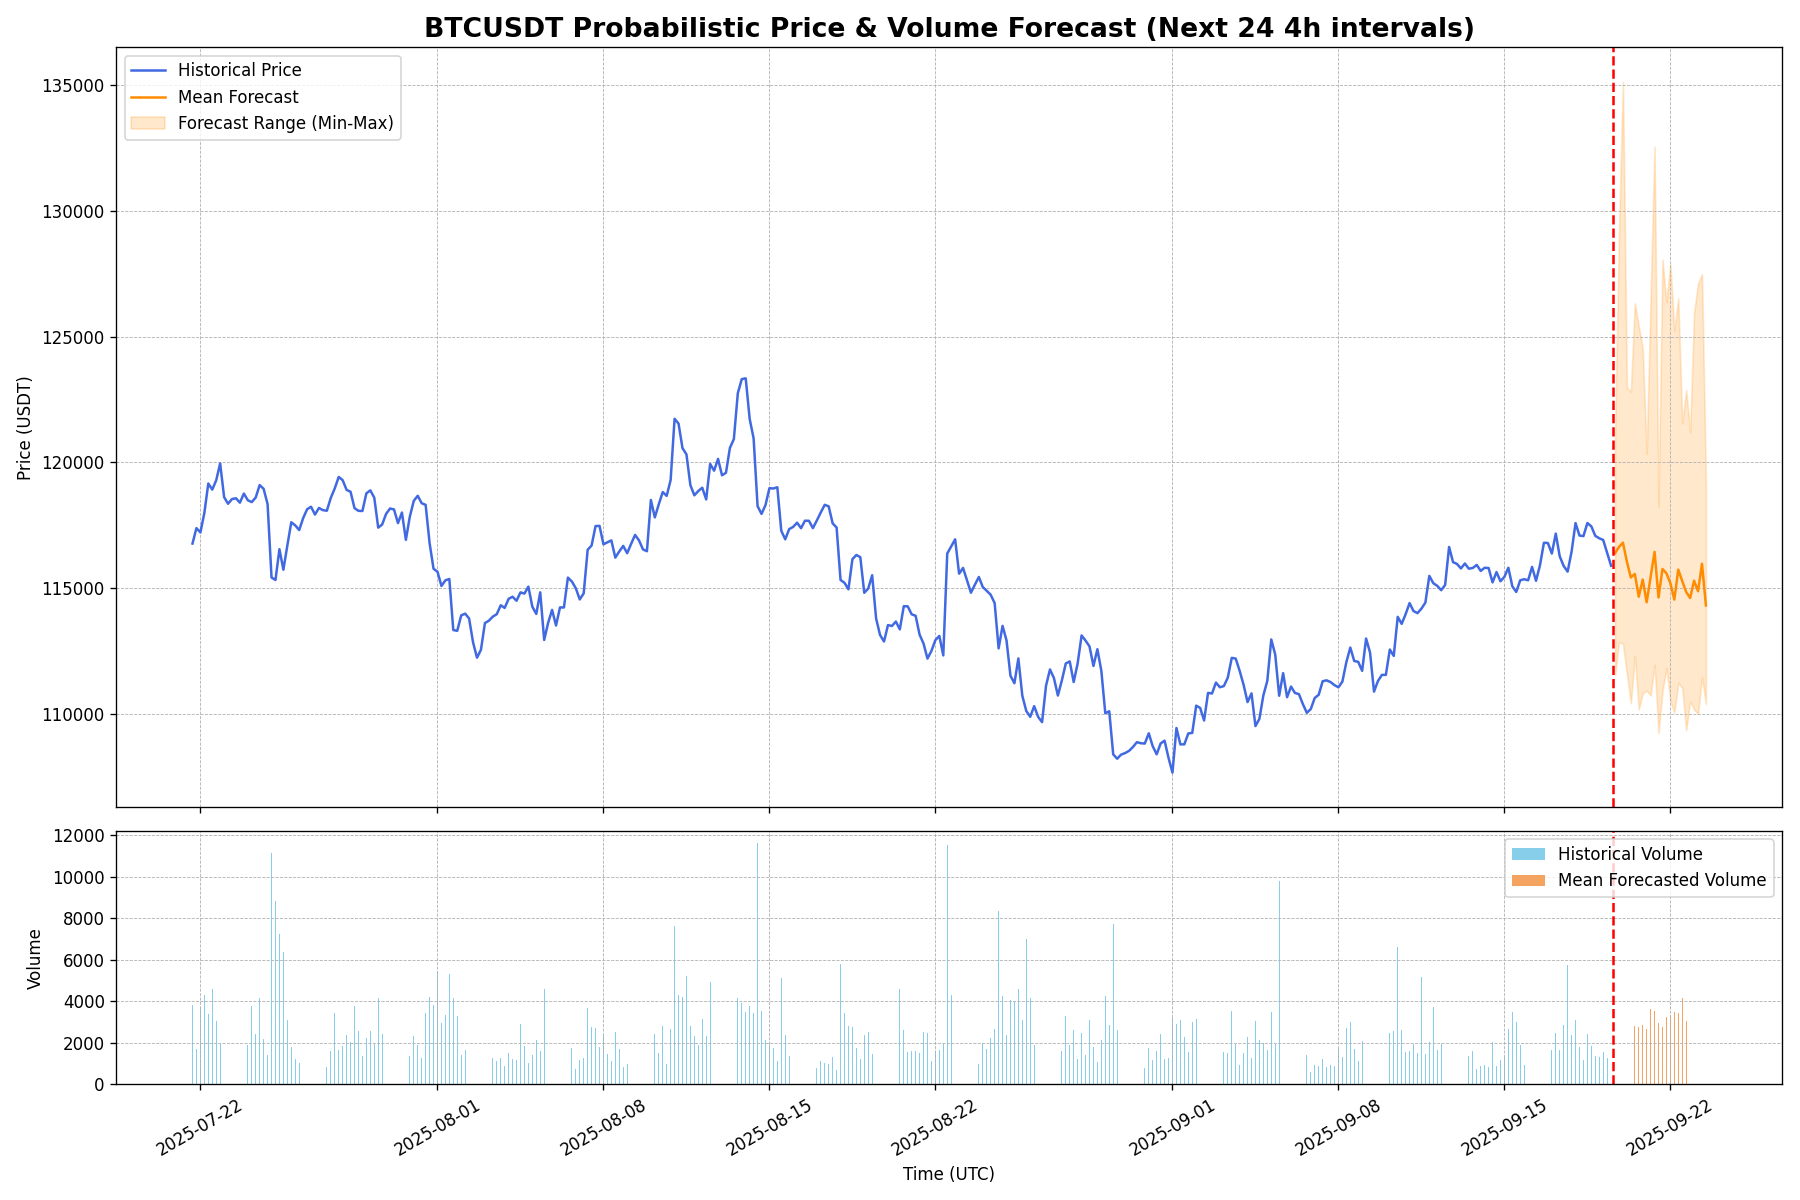 BTCUSDT Probabilistic Price & Volume Forecast (Next 24 4h intervals)
Historical Price
Mean Forecast
Forecast Range (Min-Max)
135000
130000
125000
120000
115000
110000
Price (USDT)
12000
10000
8000
6000
4000
2000
0
Volume
Historical Volume
Mean Forecasted Volume
2025-07-22
2025-08-01
2025-08-08
2025-08-15
2025-08-22
2025-09-01
2025-09-08
2025-09-15
2025-09-22
Time (UTC)